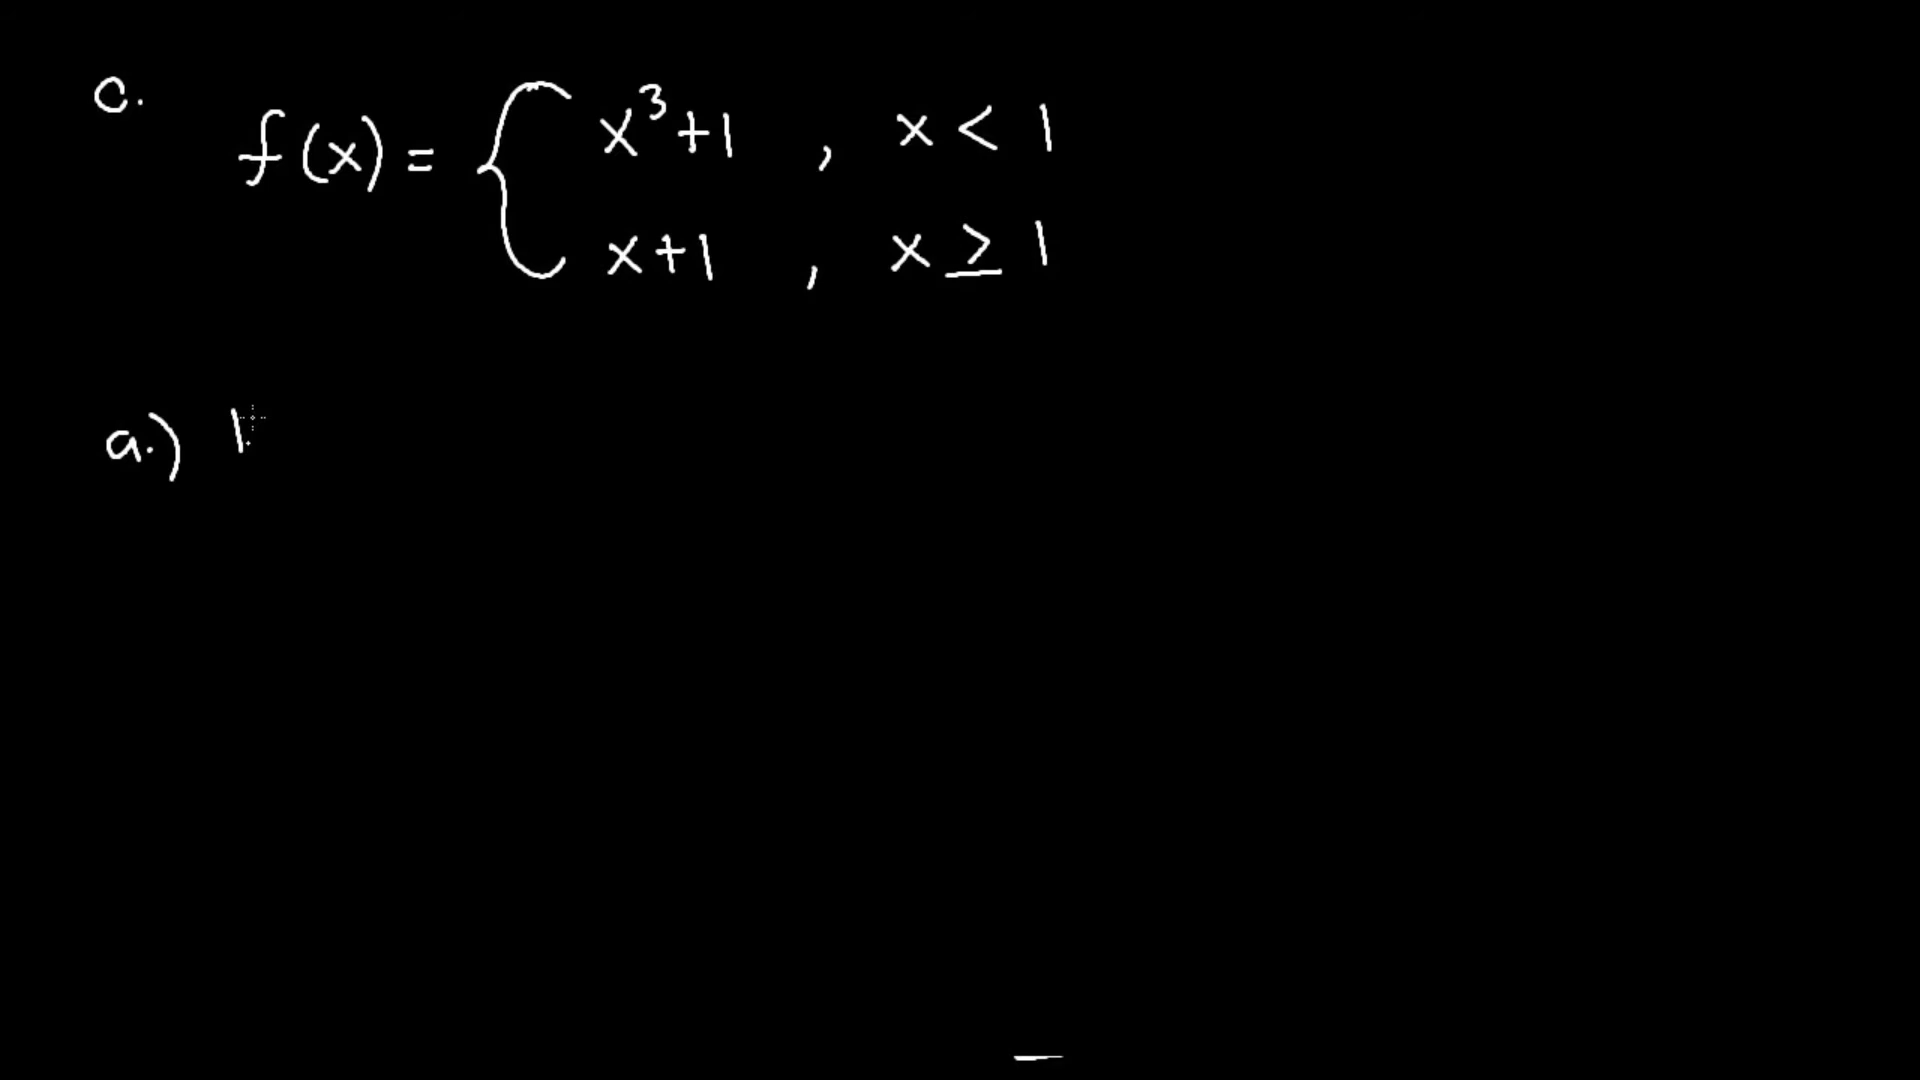 c.
f(x) = { x³+1 , x < 1
x+1 , x ≥ 1
a.)